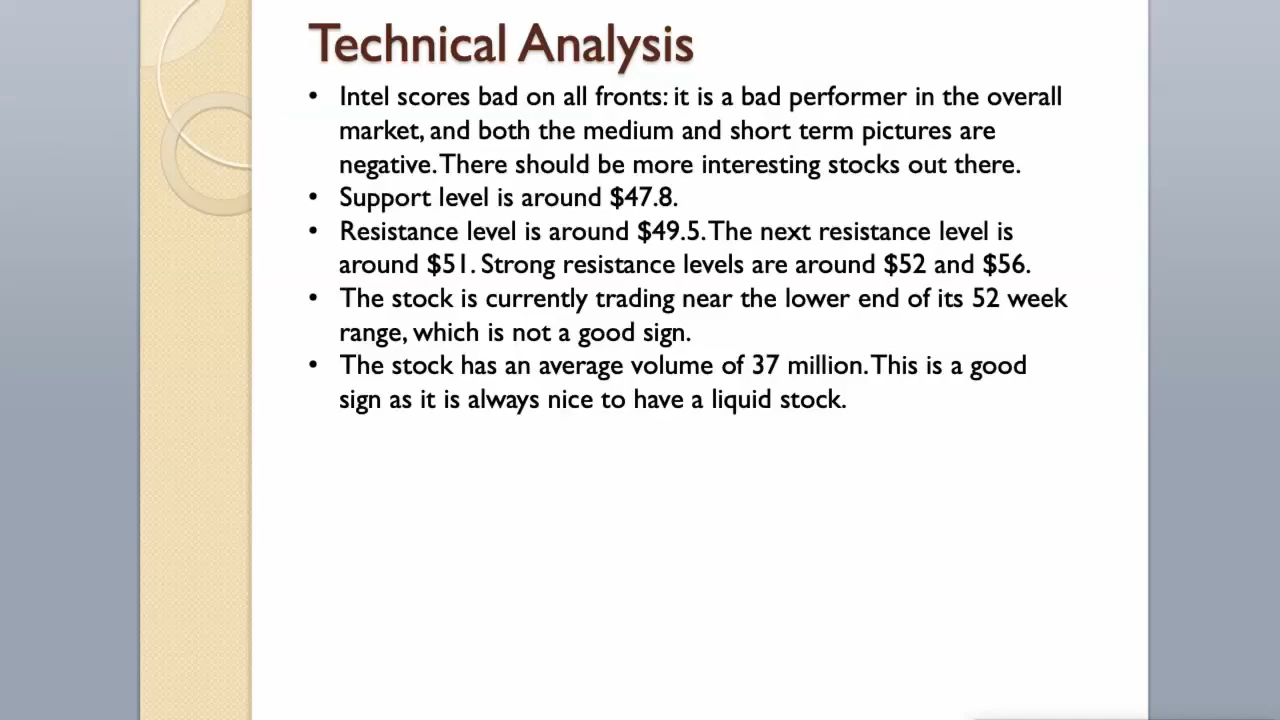 Technical Analysis
• Intel scores bad on all fronts: it is a bad performer in the overall
market, and both the medium and short term pictures are
negative. There should be more interesting stocks out there.
• Support level is around $47.8.
• Resistance level is around $49.5. The next resistance level is
around $51. Strong resistance levels are around $52 and $56.
• The stock is currently trading near the lower end of its 52 week
range, which is not a good sign.
• The stock has an average volume of 37 million. This is a good
sign as it is always nice to have a liquid stock.